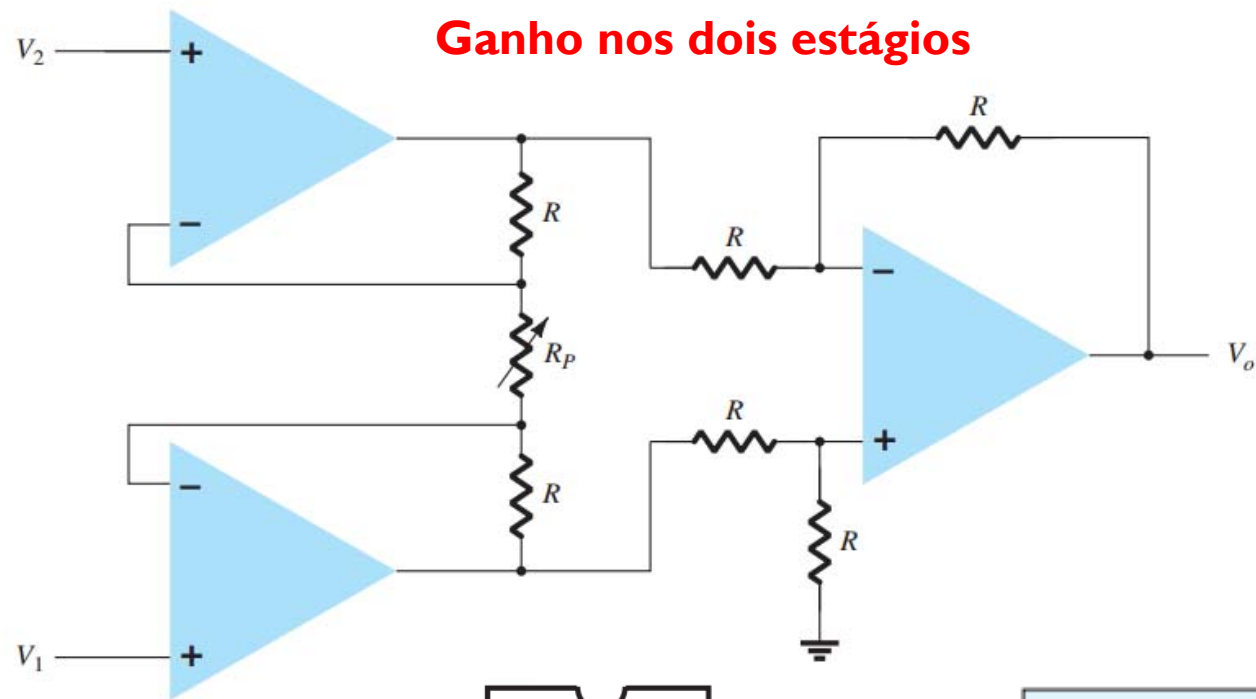 Ganho nos dois estágios
V₂
+
−
R
R_P
−
R
+
V₁
R
R
−
+
R
R
V_o